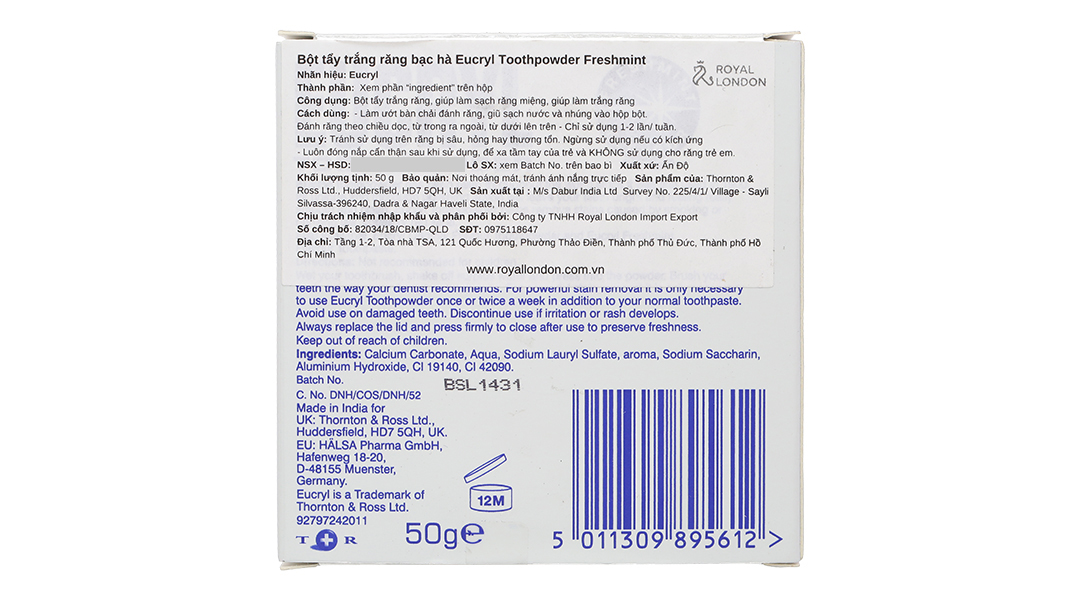 Bột tẩy trắng răng bạc hà Eucryl Toothpowder Freshmint
ROYAL
LONDON
Nhãn hiệu: Eucryl
Thành phần: Xem phần "ingredient" trên hộp
Công dụng: Bột tẩy trắng răng, giúp làm sạch răng miệng, giúp làm trắng răng
Cách dùng: - Làm ướt bàn chải đánh răng, giũ sạch nước và nhúng vào hộp bột.
Đánh răng theo chiều dọc, từ trong ra ngoài, từ dưới lên trên - Chỉ sử dụng 1-2 lần/ tuần.
Lưu ý: Tránh sử dụng trên răng bị sâu, hỏng hay thương tổn. Ngừng sử dụng nếu có kích ứng
- Luôn đóng nắp cẩn thận sau khi sử dụng, để xa tầm tay của trẻ và KHÔNG sử dụng cho răng trẻ em.
NSX – HSD: Lô SX: xem Batch No. trên bao bì Xuất xứ: Ấn Độ
Khối lượng tịnh: 50 g Bảo quản: Nơi thoáng mát, tránh ánh nắng trực tiếp Sản phẩm của: Thornton &
Ross Ltd., Huddersfield, HD7 5QH, UK Sản xuất tại : M/s Dabur India Ltd Survey No. 225/4/1/ Village - Sayli
Silvassa-396240, Dadra & Nagar Haveli State, India
Chịu trách nhiệm nhập khẩu và phân phối bởi: Công ty TNHH Royal London Import Export
Số công bố: 82034/18/CBMP-QLD SĐT: 0975118647
Địa chỉ: Tầng 1-2, Tòa nhà TSA, 121 Quốc Hương, Phường Thảo Điền, Thành phố Thủ Đức, Thành phố Hồ
Chí Minh
www.royallondon.com.vn
teeth the way your dentist recommends. For powerful stain removal it is only necessary
to use Eucryl Toothpowder once or twice a week in addition to your normal toothpaste.
Avoid use on damaged teeth. Discontinue use if irritation or rash develops.
Always replace the lid and press firmly to close after use to preserve freshness.
Keep out of reach of children.
Ingredients: Calcium Carbonate, Aqua, Sodium Lauryl Sulfate, aroma, Sodium Saccharin,
Aluminium Hydroxide, CI 19140, CI 42090.
Batch No. BSL1431
C. No. DNH/COS/DNH/52
Made in India for
UK: Thornton & Ross Ltd.,
Huddersfield, HD7 5QH, UK.
EU: HÄLSA Pharma GmbH,
Hafenweg 18-20,
D-48155 Muenster,
Germany.
Eucryl is a Trademark of
Thornton & Ross Ltd.
92797242011
T R
12M
50g℮
5 011309 895612 >